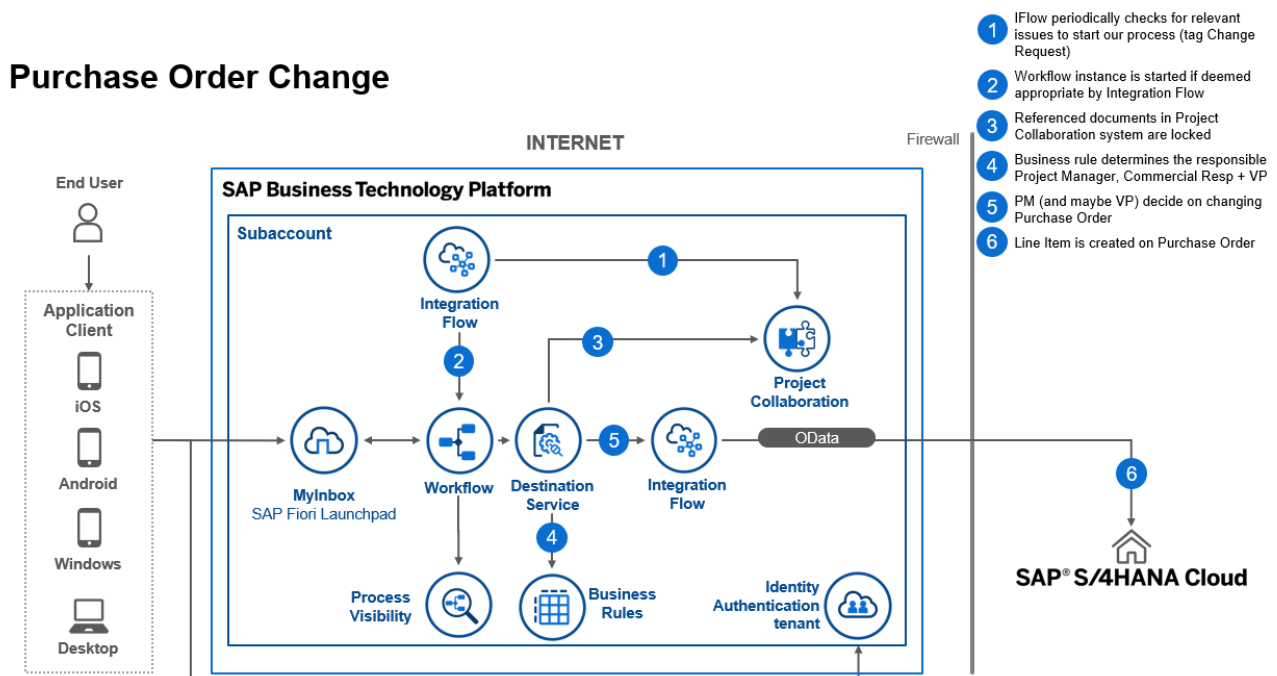 Purchase Order Change
1
IFlow periodically checks for relevant
issues to start our process (tag Change
Request)
2
Workflow instance is started if deemed
appropriate by Integration Flow
3
Referenced documents in Project
Collaboration system are locked
4
Business rule determines the responsible
Project Manager, Commercial Resp + VP
5
PM (and maybe VP) decide on changing
Purchase Order
6
Line Item is created on Purchase Order
INTERNET
Firewall
End User
Application
Client
iOS
Android
Windows
Desktop
SAP Business Technology Platform
Subaccount
Integration
Flow
1
2
3
Project
Collaboration
MyInbox
SAP Fiori Launchpad
Workflow
Destination
Service
5
Integration
Flow
OData
4
6
Process
Visibility
Business
Rules
Identity
Authentication
tenant
SAP® S/4HANA Cloud